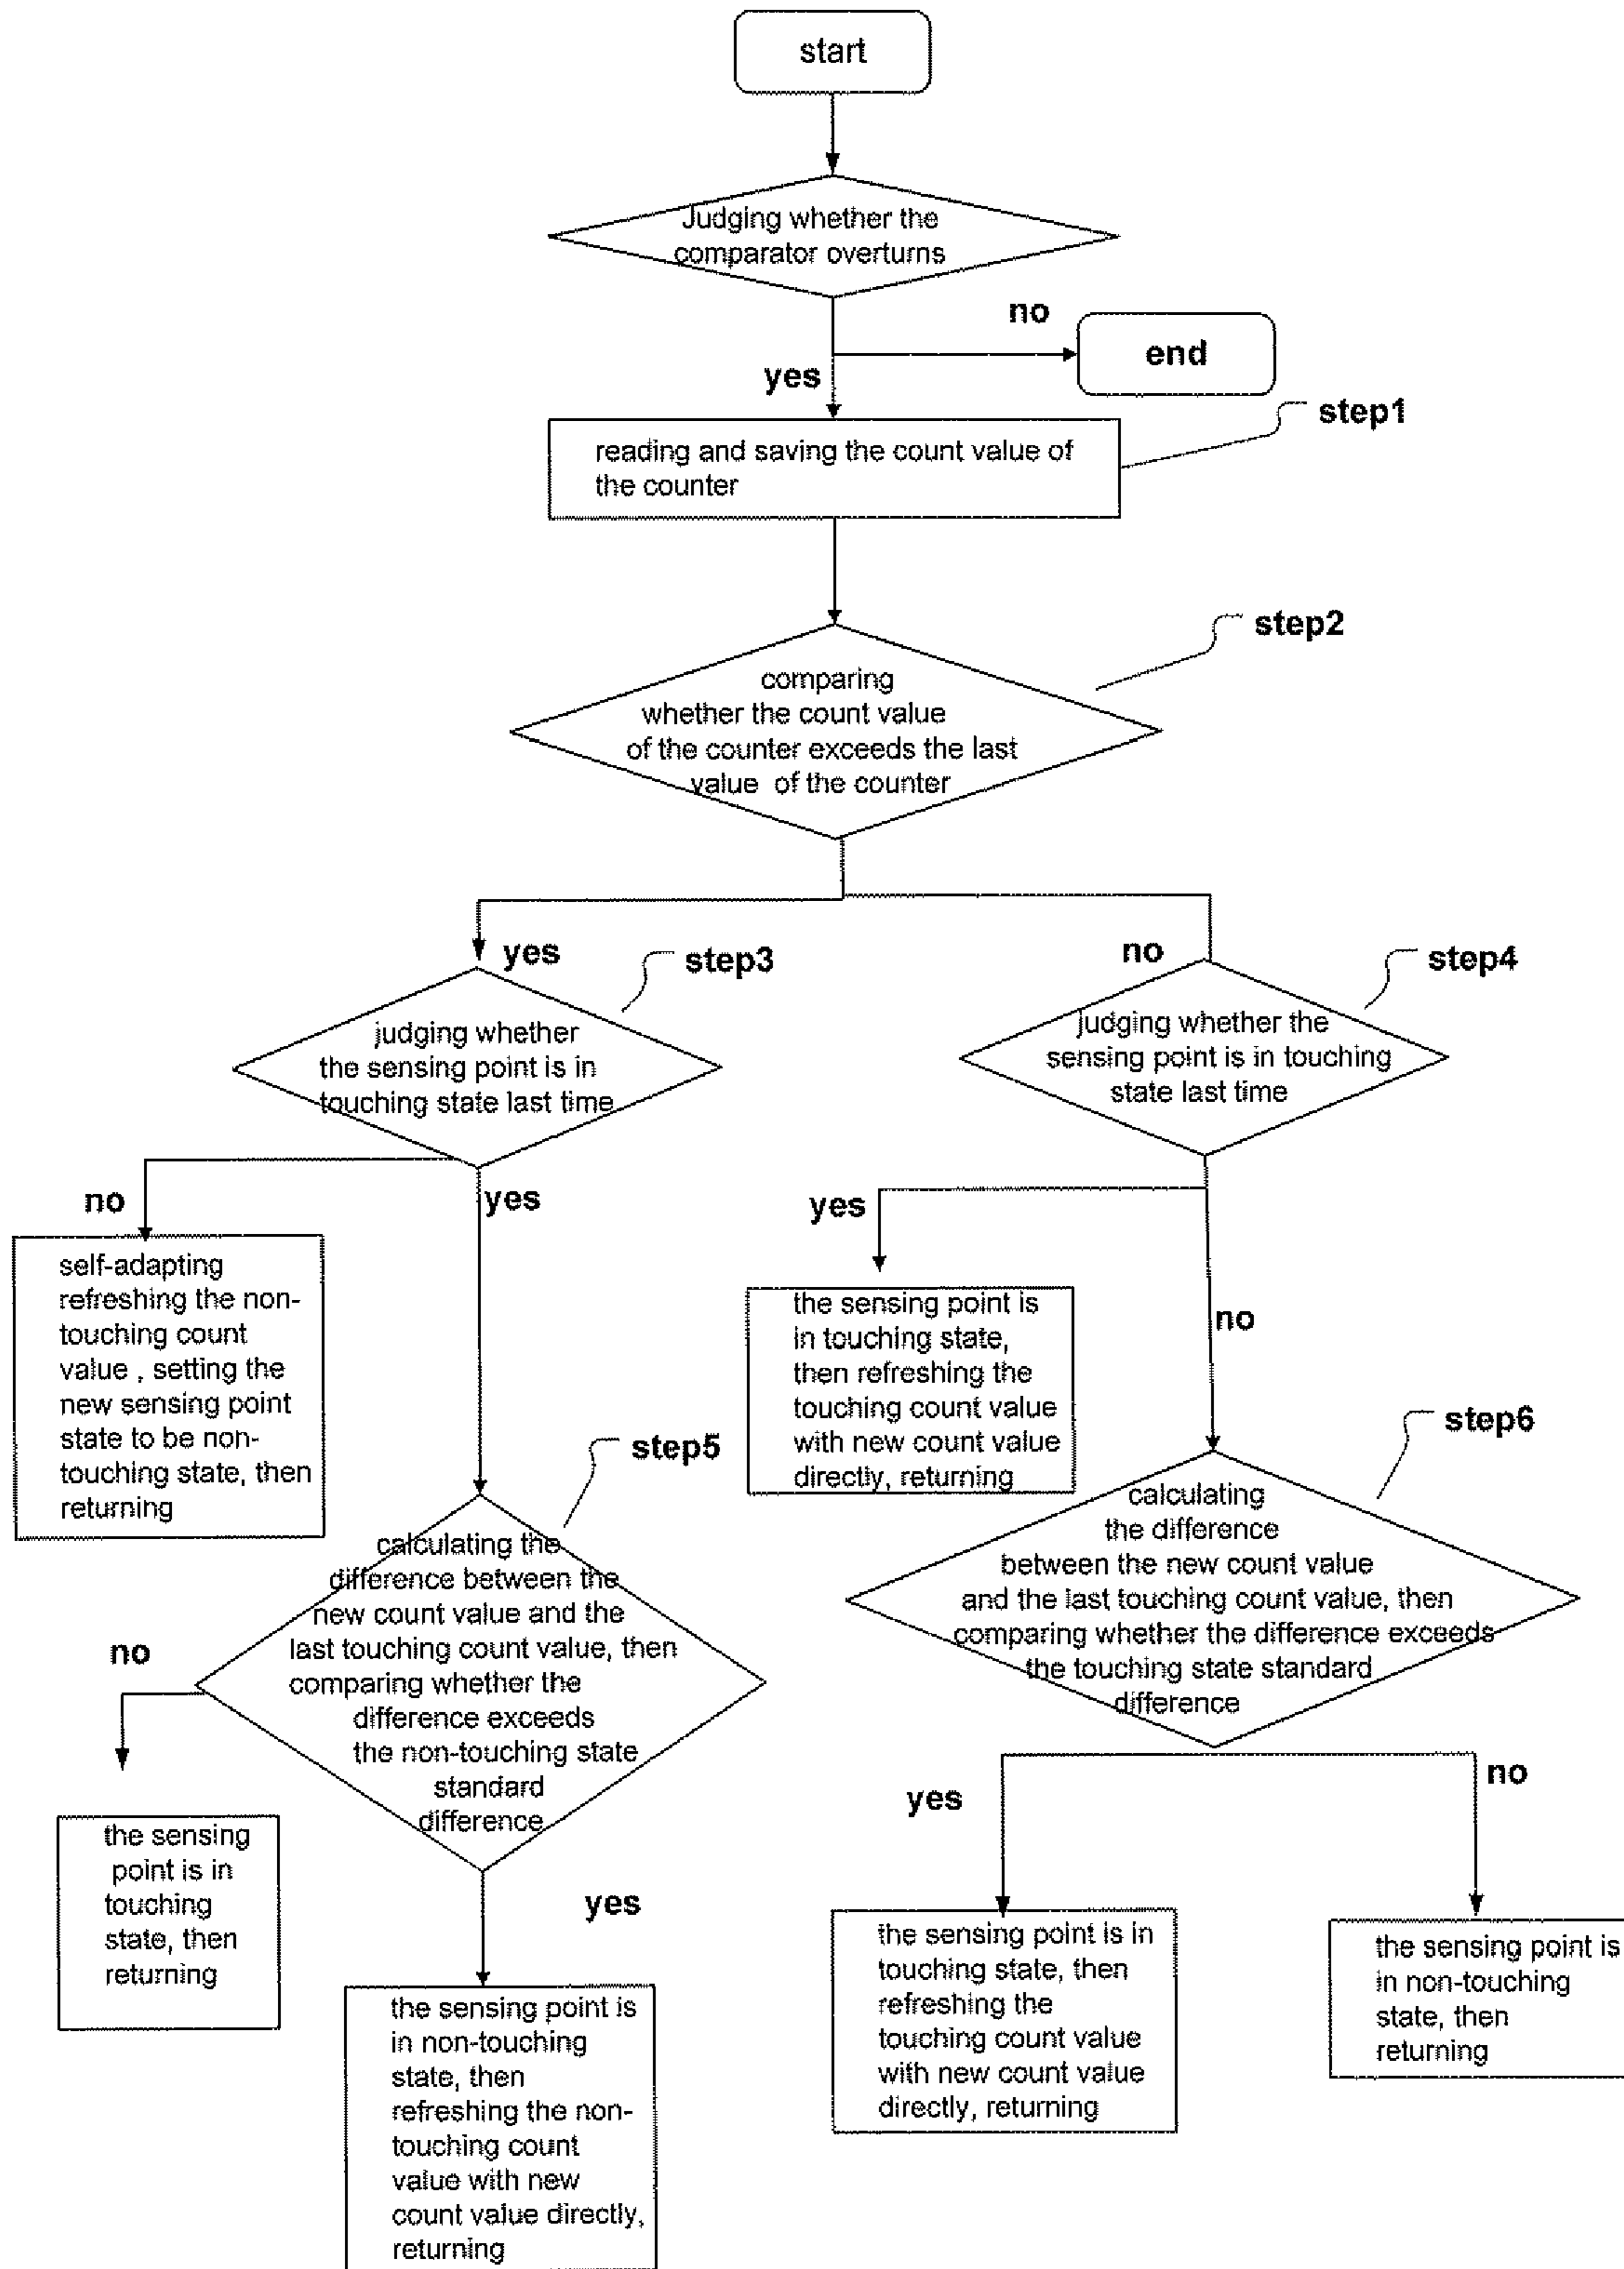 start
Judging whether the
comparator overturns
no
end
yes
step1
reading and saving the count value of
the counter
step2
comparing
whether the count value
of the counter exceeds the last
value of the counter
yes
step3
no
step4
judging whether
the sensing point is in
touching state last time
judging whether the
sensing point is in touching
state last time
no
yes
yes
no
self-adapting
refreshing the non-
touching count
value , setting the
new sensing point
state to be non-
touching state, then
returning
the sensing point is
in touching state,
then refreshing the
touching count value
with new count value
directly, returning
step5
step6
calculating the
difference between the
new count value and the
last touching count value, then
comparing whether the
difference exceeds
the non-touching state
standard
difference
calculating
the difference
between the new count value
and the last touching count value, then
comparing whether the difference exceeds
the touching state standard
difference
no
yes
yes
no
the sensing
point is in
touching
state, then
returning
the sensing point is
in non-touching
state, then
refreshing the non-
touching count
value with new
count value directly,
returning
the sensing point is in
touching state, then
refreshing the
touching count value
with new count value
directly, returning
the sensing point is
in non-touching
state, then
returning